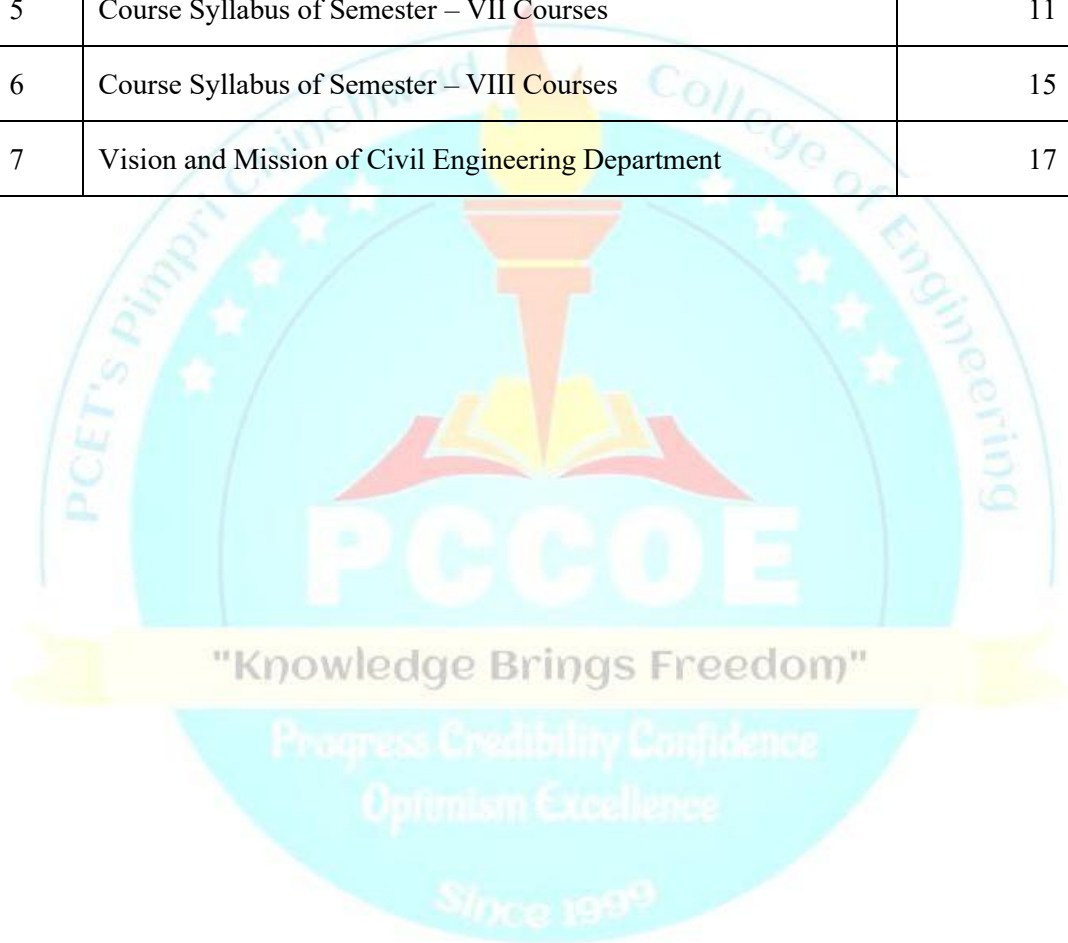 5 Course Syllabus of Semester – VII Courses 11
6 Course Syllabus of Semester – VIII Courses 15
7 Vision and Mission of Civil Engineering Department 17
PCET's Pimpri Chinchwad College of Engineering
PCCOE
"Knowledge Brings Freedom"
Progress Credibility Confidence
Optimism Excellence
Since 1999